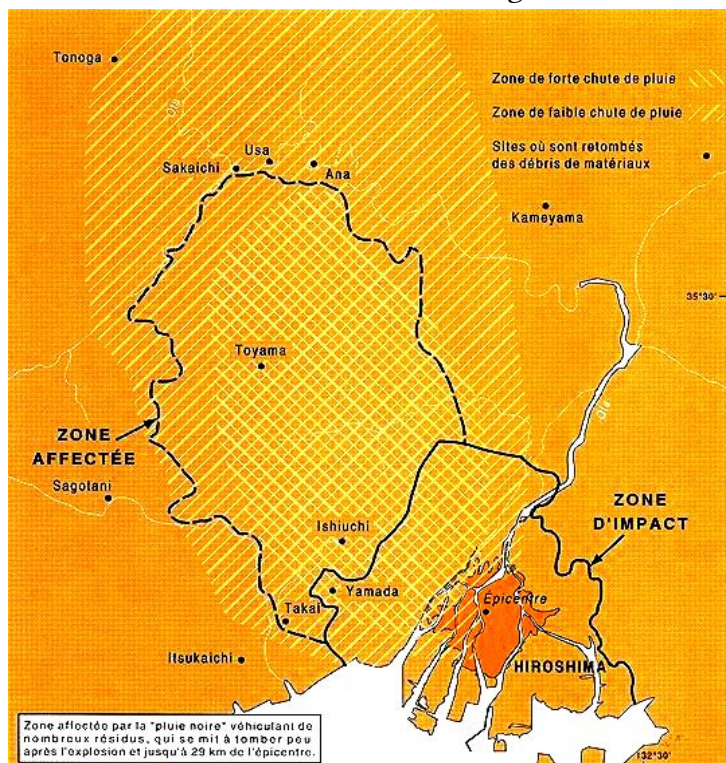 Tonoga
Ota
Zone de forte chute de pluie
Zone de faible chute de pluie
Sites où sont retombés
des débris de matériaux
Usa
Sakaichi
Ana
Kameyama
35°30'
Toyama
Ota
ZONE
AFFECTÉE
Sagotani
ZONE
D'IMPACT
Ishiuchi
Yamada
Épicentre
Takai
Itsukaichi
HIROSHIMA
Zone affectée par la "pluie noire" véhiculant de
nombreux résidus, qui se mit à tomber peu
après l'explosion et jusqu'à 29 km de l'épicentre.
132°30'